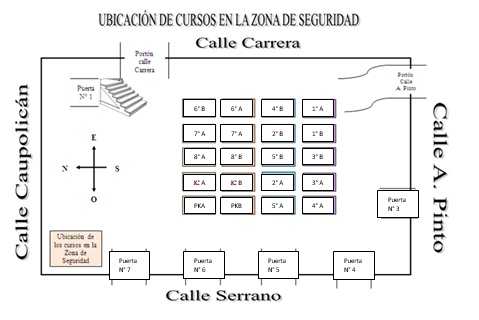 UBICACIÓN DE CURSOS EN LA ZONA DE SEGURIDAD
Calle Carrera
Portón
calle
Carrera
Portón
Calle
A. Pinto
Puerta
N° 1
Calle Caupolicán
Calle A. Pinto
6°B 6°A 4°B 1°A
7°A 7°A 2°B 1°B
8°A 8°B 5°B 3°B
K2 A K2 B 2°A 3°A
PKA PKB 5°A 4°A
E
N S
O
Puerta
N° 3
Ubicación de
los cursos en la
Zona de
Seguridad
Puerta Puerta Puerta Puerta
N° 7 N° 6 N° 5 N° 4
Calle Serrano